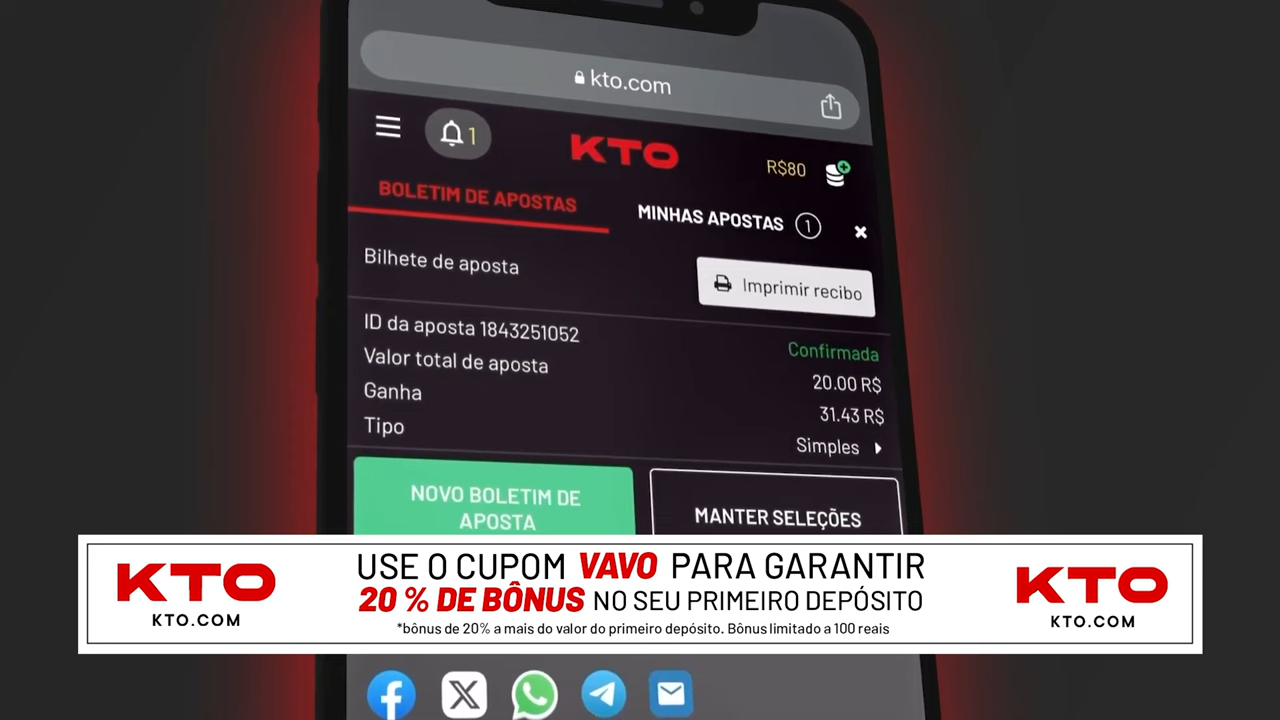 kto.com
1
KTO
R$80
BOLETIM DE APOSTAS
MINHAS APOSTAS 1
Bilhete de aposta
Imprimir recibo
ID da aposta 1843251052
Confirmada
Valor total de aposta
20.00 R$
Ganha
31.43 R$
Tipo
Simples
NOVO BOLETIM DE
APOSTA
MANTER SELEÇÕES
KTO
KTO.COM
USE O CUPOM VAVO PARA GARANTIR
20 % DE BÔNUS NO SEU PRIMEIRO DEPÓSITO
*bônus de 20% a mais do valor do primeiro depósito. Bônus limitado a 100 reais
KTO
KTO.COM